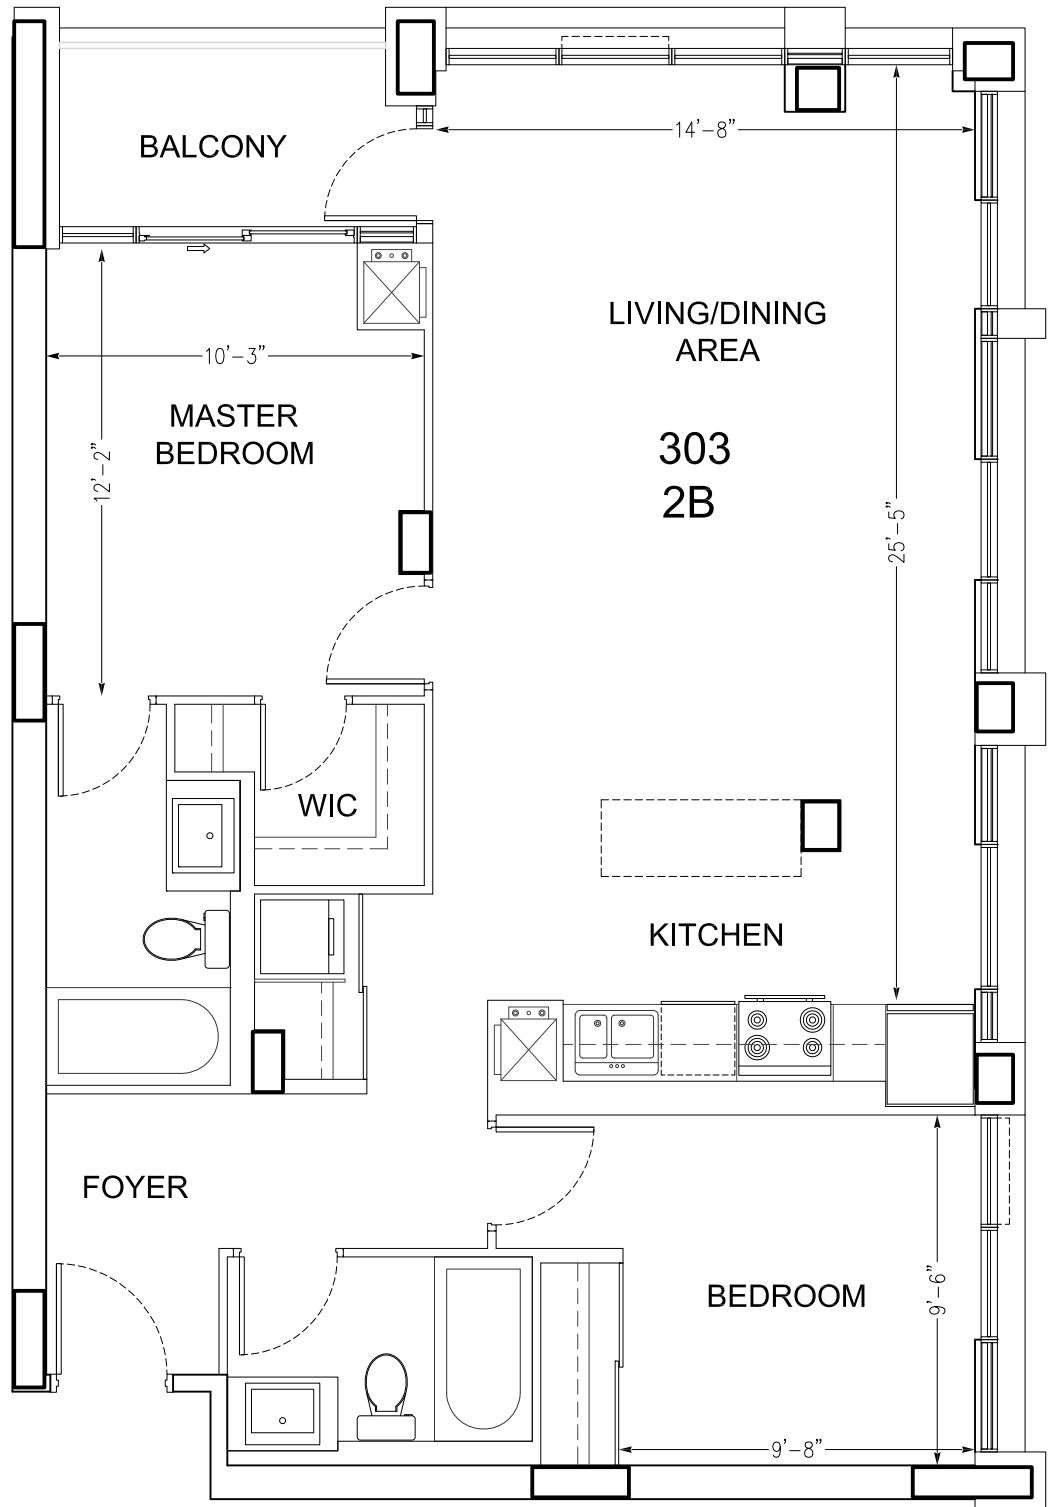 BALCONY
14'-8"
LIVING/DINING
AREA
10'-3"
MASTER
BEDROOM
12'-2"
303
2B
25'-5"
WIC
KITCHEN
FOYER
BEDROOM
9'-6"
9'-8"